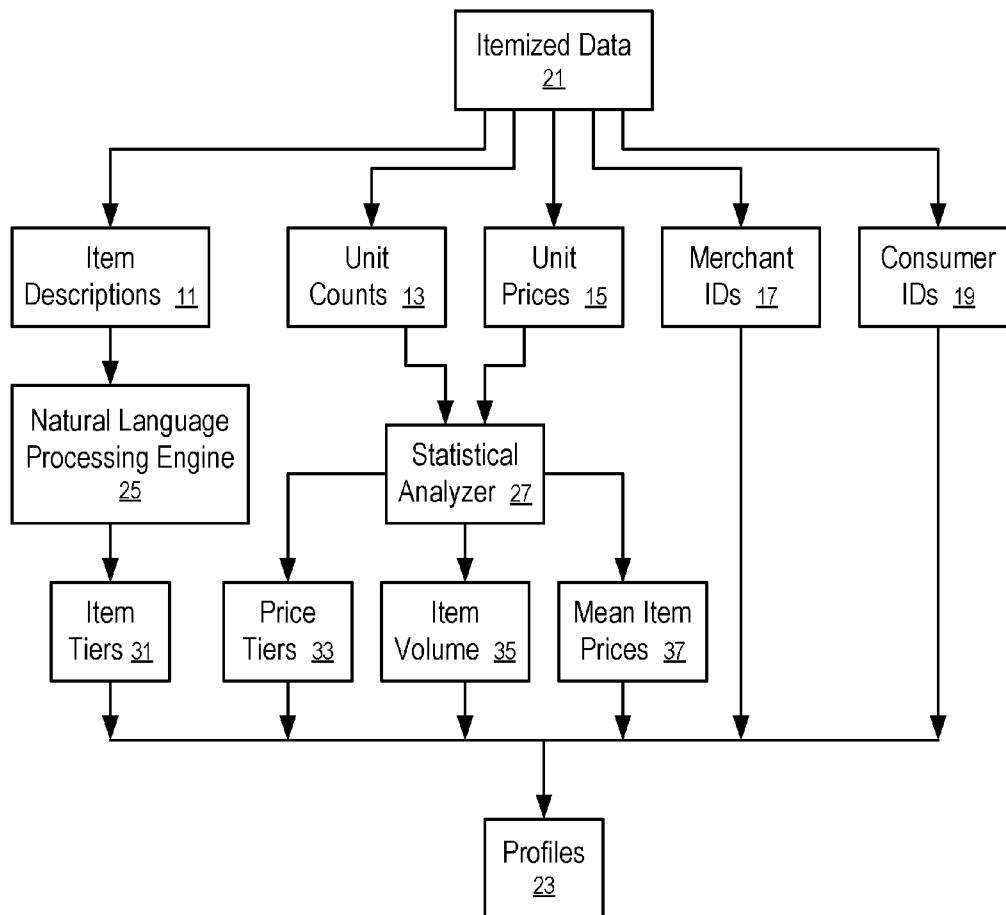 Itemized Data
21
Item
Descriptions 11
Unit
Counts 13
Unit
Prices 15
Merchant
IDs 17
Consumer
IDs 19
Natural Language
Processing Engine
25
Statistical
Analyzer 27
Item
Tiers 31
Price
Tiers 33
Item
Volume 35
Mean Item
Prices 37
Profiles
23